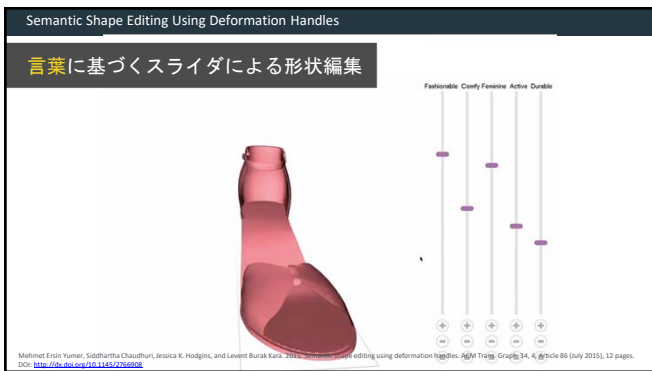 Semantic Shape Editing Using Deformation Handles
言葉に基づくスライダによる形状編集
Fashionable Comfy Feminine Active Durable
Mehmet Ersin Yumer, Siddhartha Chaudhuri, Jessica K. Hodgins, and Levent Burak Kara. 2015. Semantic shape editing using deformation handles. ACM Trans. Graph. 34, 4, Article 86 (July 2015), 12 pages.
DOI: http://dx.doi.org/10.1145/2766908